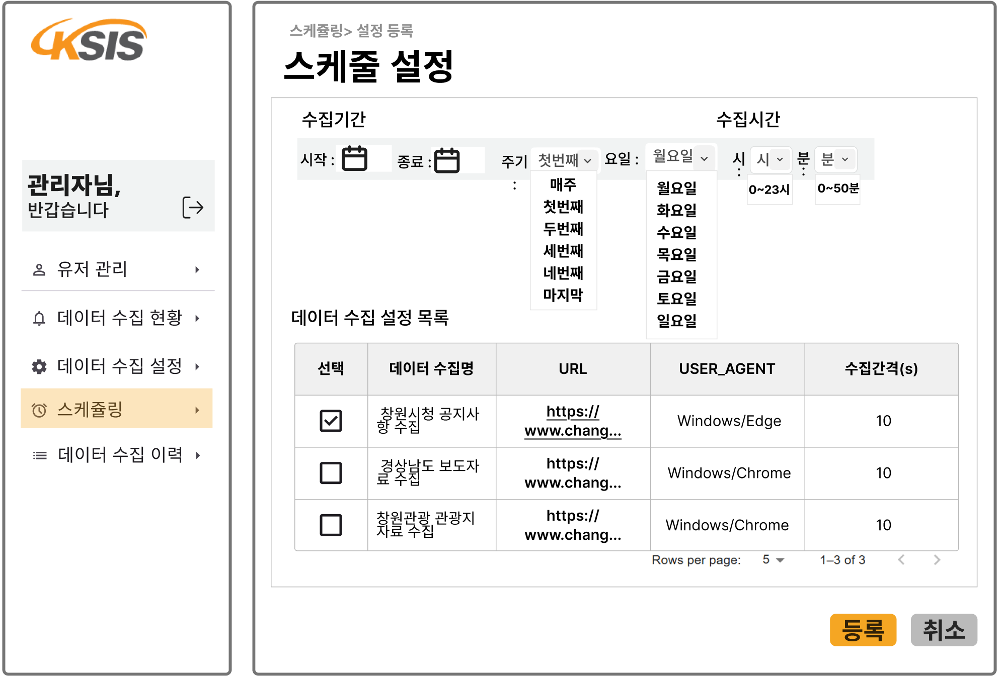 KSIS
관리자님,
반갑습니다
유저 관리
데이터 수집 현황
데이터 수집 설정
스케쥴링
데이터 수집 이력
스케쥴링> 설정 등록
스케줄 설정
수집기간 수집시간
시작 : 종료 : 주기 : 첫번째 요일 : 월요일 시 : 시 분 : 분
매주
첫번째
두번째
세번째
네번째
마지막
월요일
화요일
수요일
목요일
금요일
토요일
일요일
0~23시
0~50분
데이터 수집 설정 목록
선택 데이터 수집명 URL USER_AGENT 수집간격(s)
창원시청 공지사
항 수집
https://
www.chang...
Windows/Edge
10
경상남도 보도자
료 수집
https://
www.chang...
Windows/Chrome
10
창원관광 관광지
자료 수집
https://
www.chang...
Windows/Chrome
10
Rows per page: 5 1–3 of 3
등록 취소